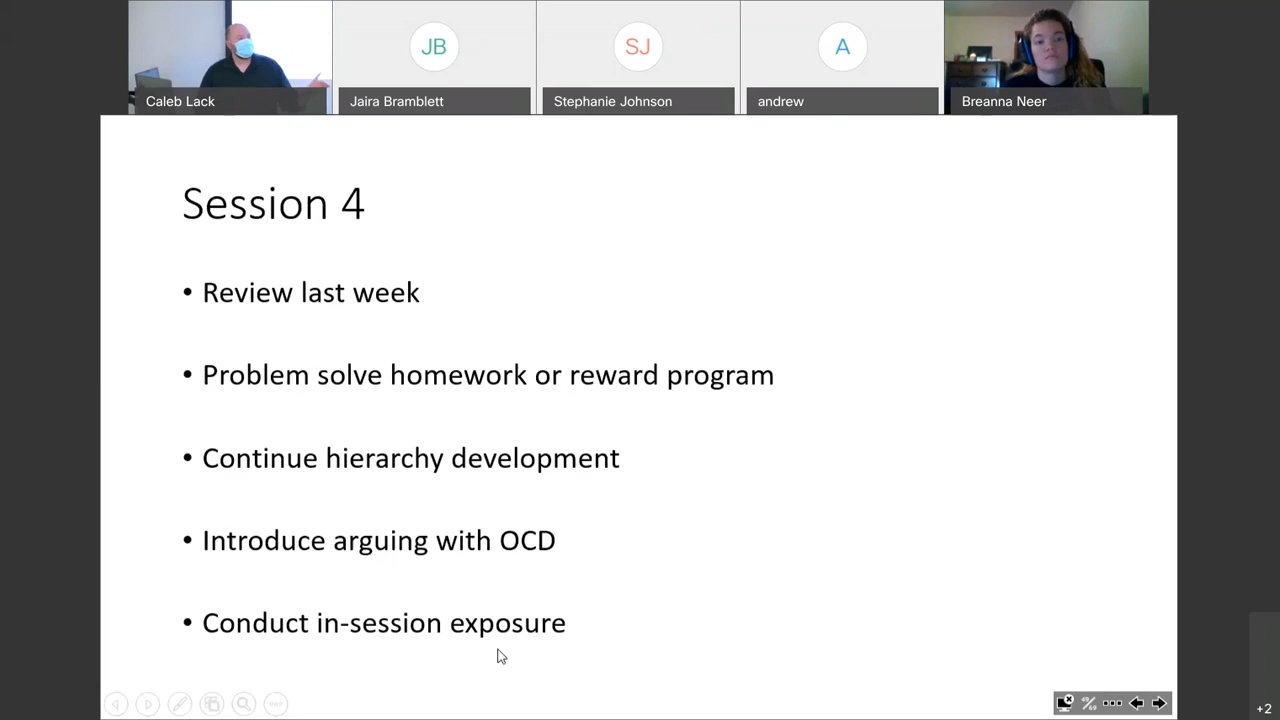 JB
SJ
A
Caleb Lack
Jaira Bramblett
Stephanie Johnson
andrew
Breanna Neer
Session 4
• Review last week
• Problem solve homework or reward program
• Continue hierarchy development
• Introduce arguing with OCD
• Conduct in-session exposure
+2